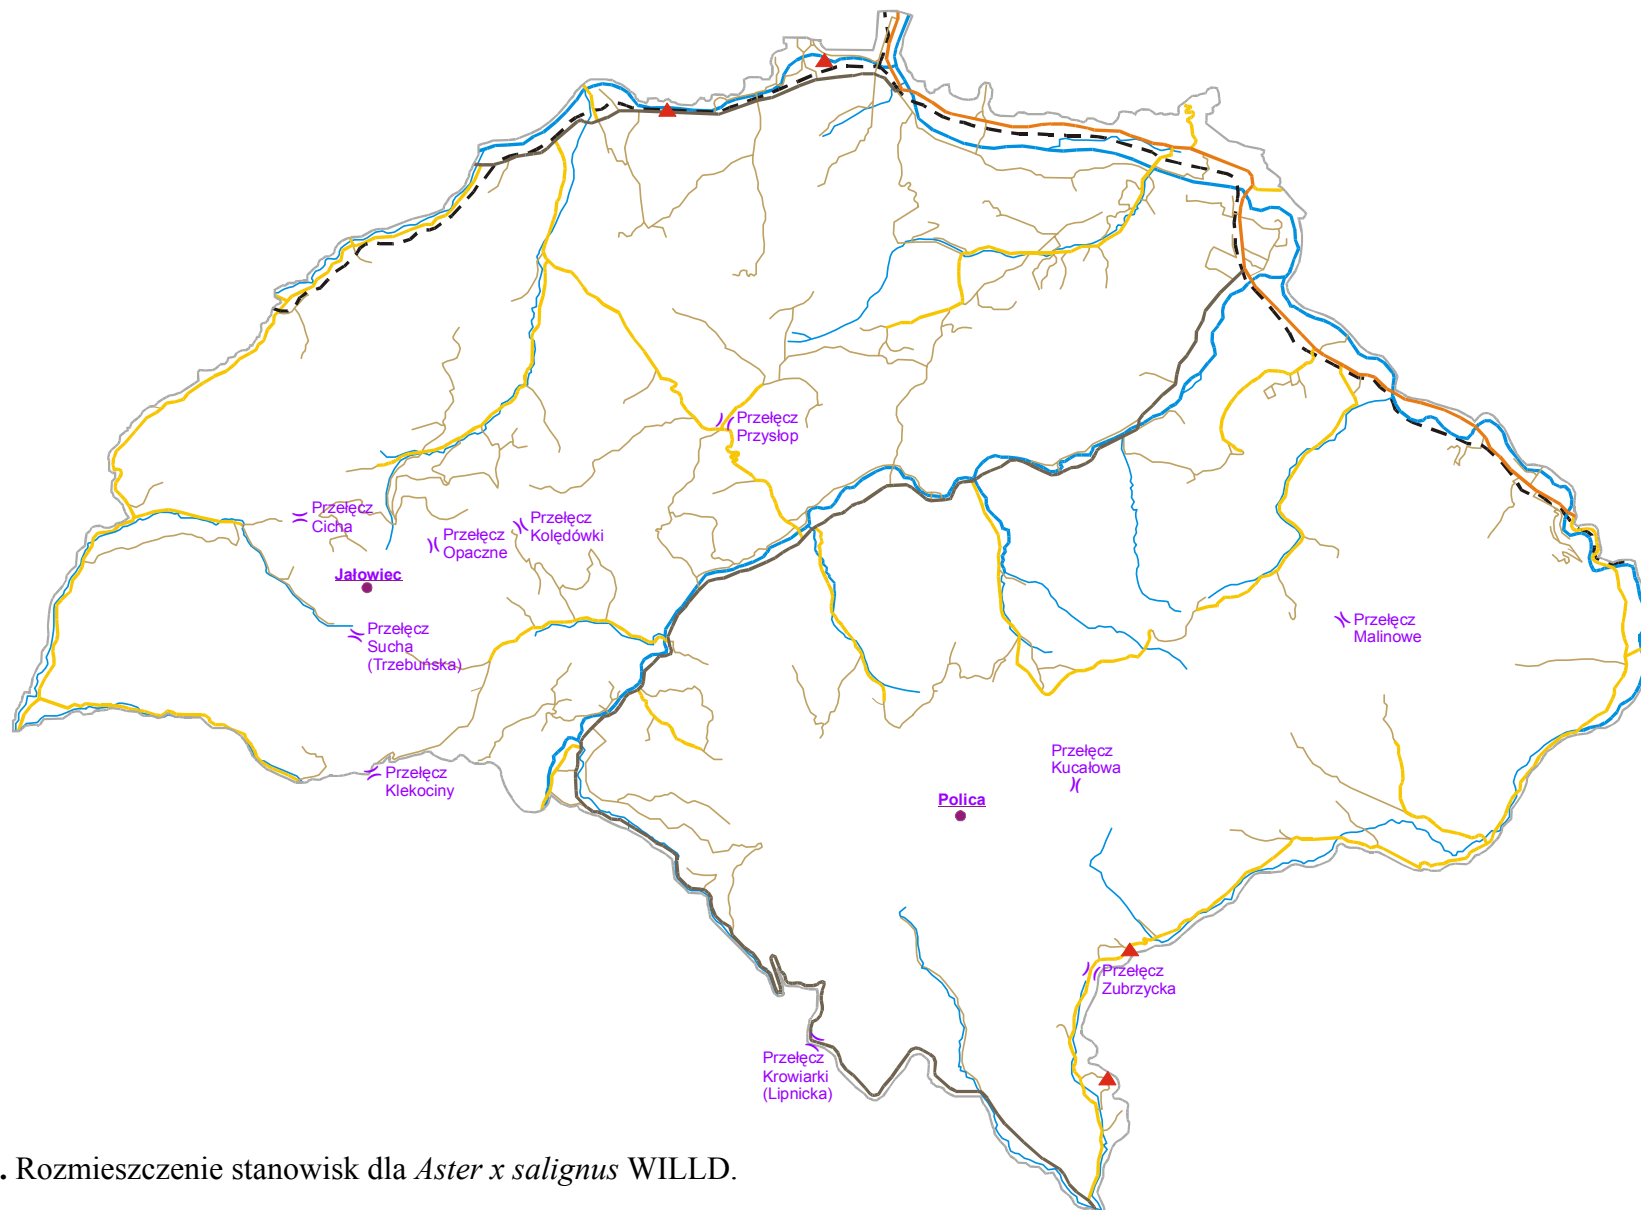 Przełęcz
Przysłop
Przełęcz
Cicha
Przełęcz
Kolędówki
Przełęcz
Opaczne
Jałowiec
Przełęcz
Sucha
(Trzebuńska)
Przełęcz
Malinowe
Przełęcz
Klekociny
Przełęcz
Kucałowa
Polica
Przełęcz
Zubrzycka
Przełęcz
Krowiarki
(Lipnicka)
. Rozmieszczenie stanowisk dla Aster x salignus WILLD.